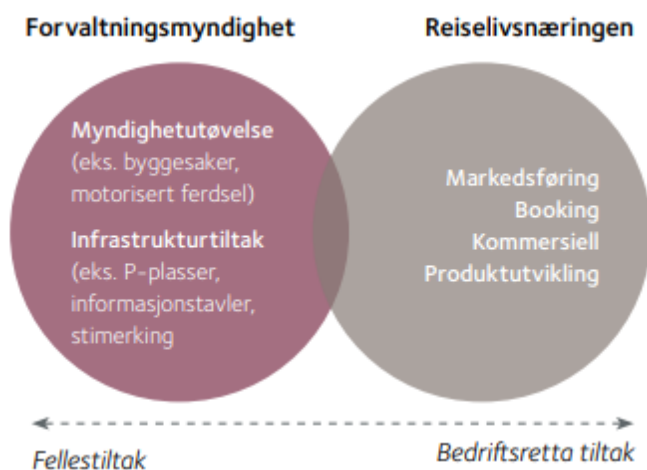 Forvaltningsmyndighet
Reiselivsnæringen
Myndighetutøvelse
(eks. byggesaker,
motorisert ferdsel)
Infrastrukturtiltak
(eks. P-plasser,
informasjonstavler,
stimerking
Markedsføring
Booking
Kommersiell
Produktutvikling
Fellestiltak
Bedriftsretta tiltak